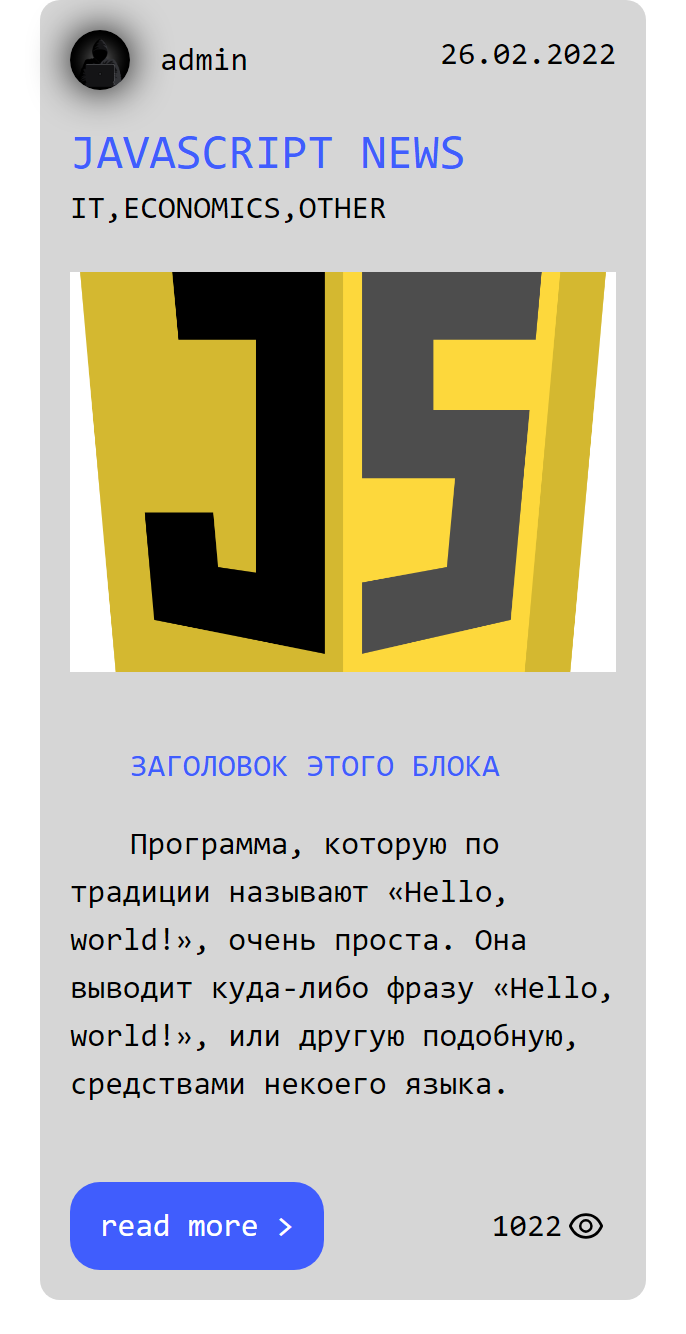 admin
26.02.2022
JAVASCRIPT NEWS
IT,ECONOMICS,OTHER
JS
ЗАГОЛОВОК ЭТОГО БЛОКА
Программа, которую по
традиции называют «Hello,
world!», очень проста. Она
выводит куда-либо фразу «Hello,
world!», или другую подобную,
средствами некоего языка.
read more >
1022